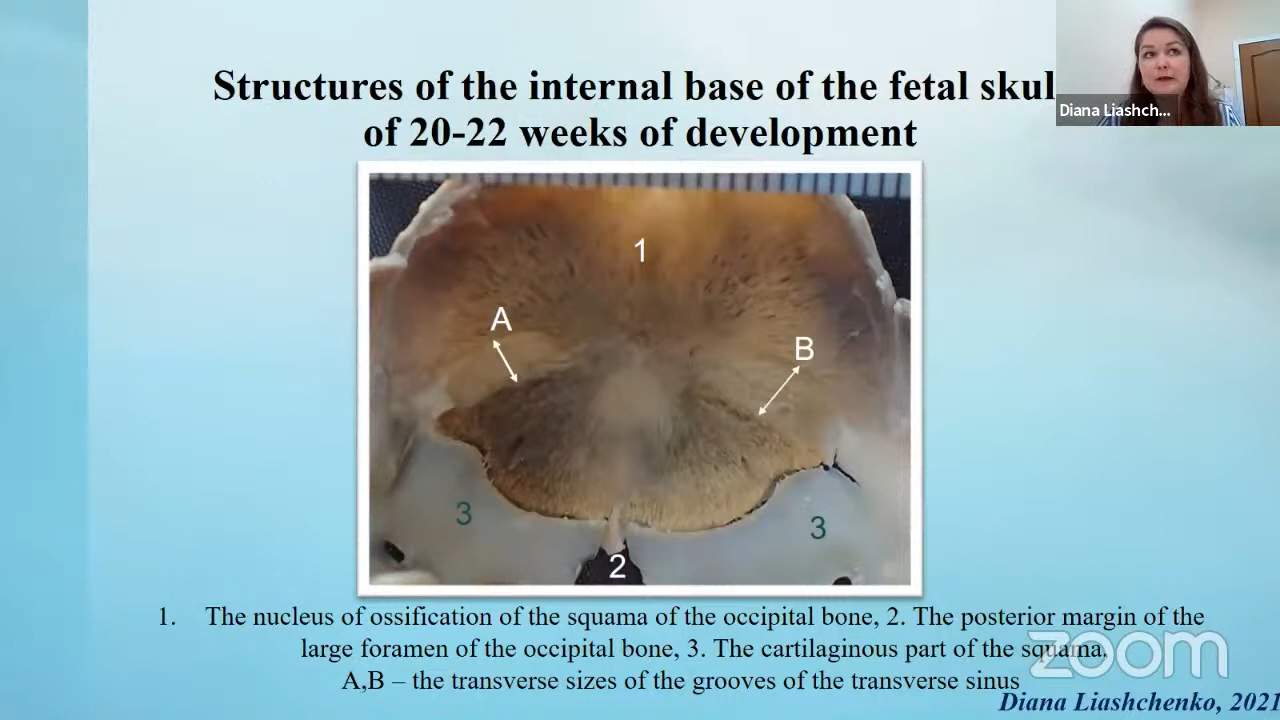 Structures of the internal base of the fetal skul
of 20-22 weeks of development
Diana Liashch...
1
A
B
3
3
2
1. The nucleus of ossification of the squama of the occipital bone, 2. The posterior margin of the
large foramen of the occipital bone, 3. The cartilaginous part of the squama.
A,B – the transverse sizes of the grooves of the transverse sinus
zoom
Diana Liashchenko, 2021